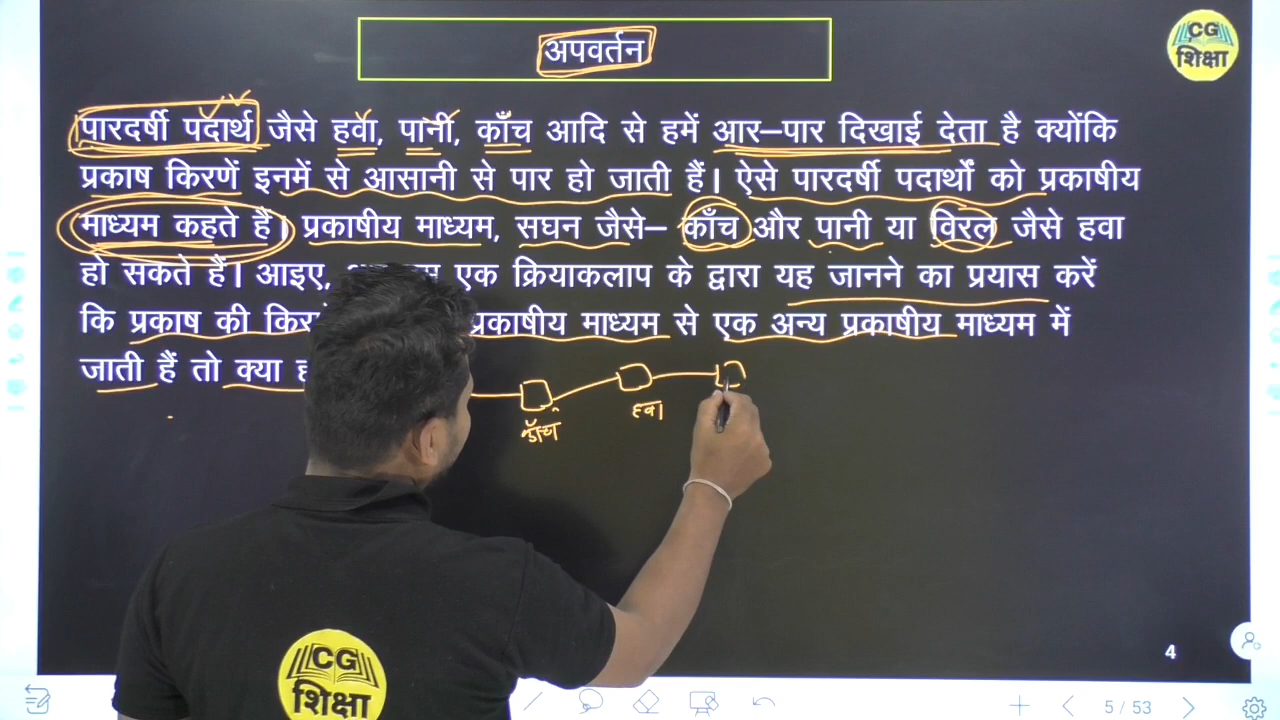 अपवर्तन
CG
शिक्षा
पारदर्षी पदार्थ जैसे हवा, पानी, काँच आदि से हमें आर–पार दिखाई देता है क्योंकि
प्रकाष किरणें इनमें से आसानी से पार हो जाती हैं। ऐसे पारदर्षी पदार्थों को प्रकाषीय
माध्यम कहते हैं। प्रकाषीय माध्यम, सघन जैसे– काँच और पानी या विरल जैसे हवा
हो सकते हैं। आइए, एक क्रियाकलाप के द्वारा यह जानने का प्रयास करें
कि प्रकाष की प्रकाषीय माध्यम से एक अन्य प्रकाषीय माध्यम में
जाती हैं तो क्या
काँच
हवा
CG
शिक्षा
4
5 / 53